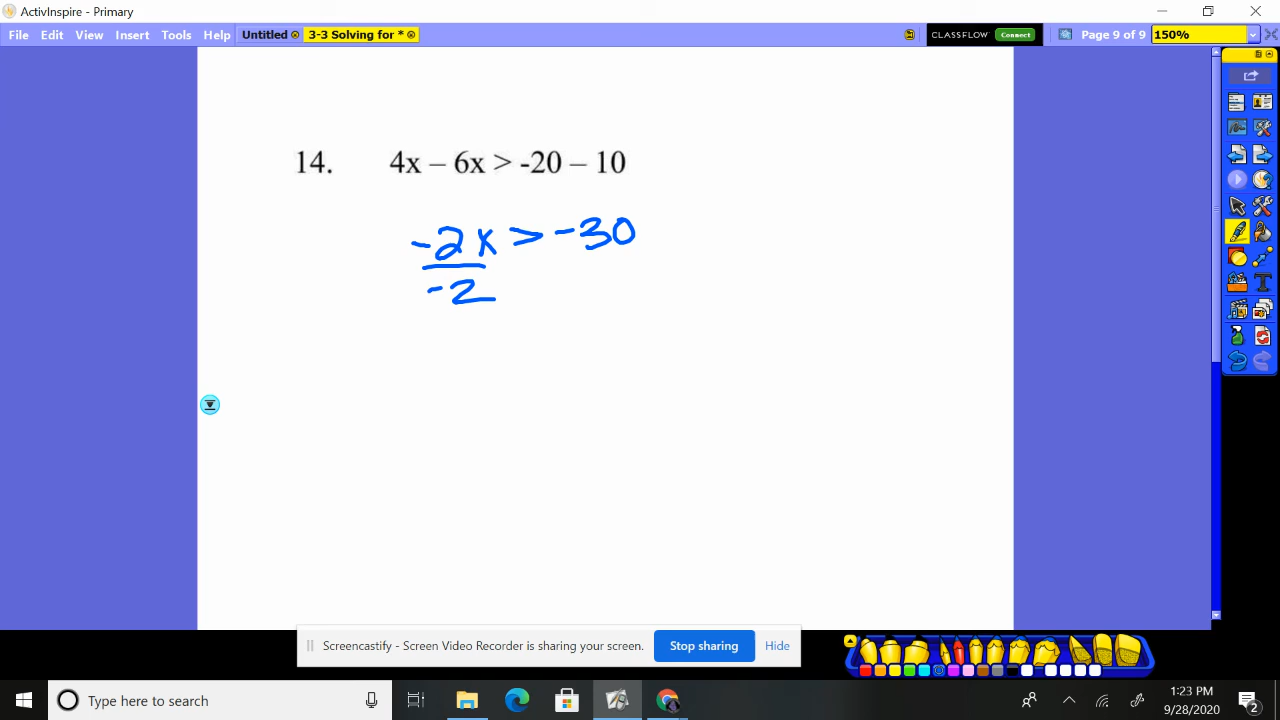 ActivInspire - Primary
File Edit View Insert Tools Help Untitled 3-3 Solving for * CLASSFLOW Connect Page 9 of 9 150%
14. 4x – 6x > -20 – 10
-2x > -30
-2
Screencastify - Screen Video Recorder is sharing your screen. Stop sharing Hide
Type here to search
1:23 PM
9/28/2020
2